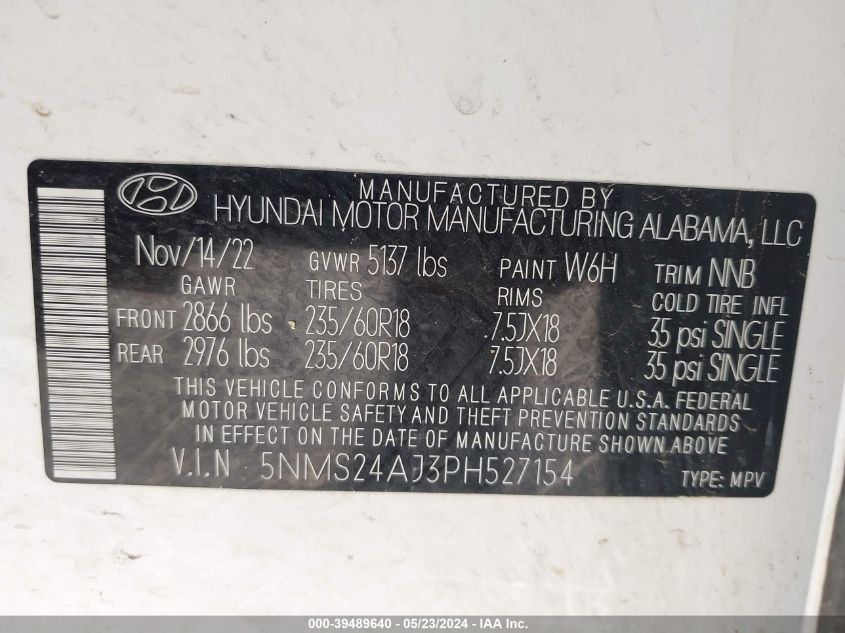 MANUFACTURED BY
HYUNDAI MOTOR MANUFACTURING ALABAMA, LLC
Nov/14/22 GVWR 5137 lbs PAINT W6H TRIM NNB
GAWR TIRES RIMS COLD TIRE INFL
FRONT 2866 lbs 235/60R18 7.5JX18 35 psi SINGLE
REAR 2976 lbs 235/60R18 7.5JX18 35 psi SINGLE
THIS VEHICLE CONFORMS TO ALL APPLICABLE U.S.A. FEDERAL
MOTOR VEHICLE SAFETY AND THEFT PREVENTION STANDARDS
IN EFFECT ON THE DATE OF MANUFACTURE SHOWN ABOVE
V.I.N 5NMS24AJ3PH527154 TYPE: MPV
000-39489640 - 05/23/2024 - IAA Inc.